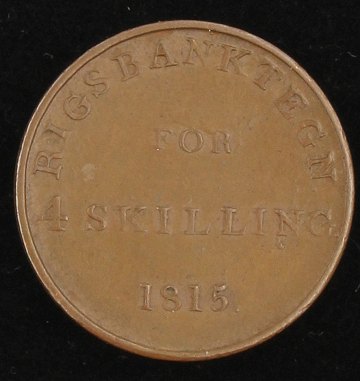 RIGSBANKTEGN
FOR
4 SKILLING.
1815.